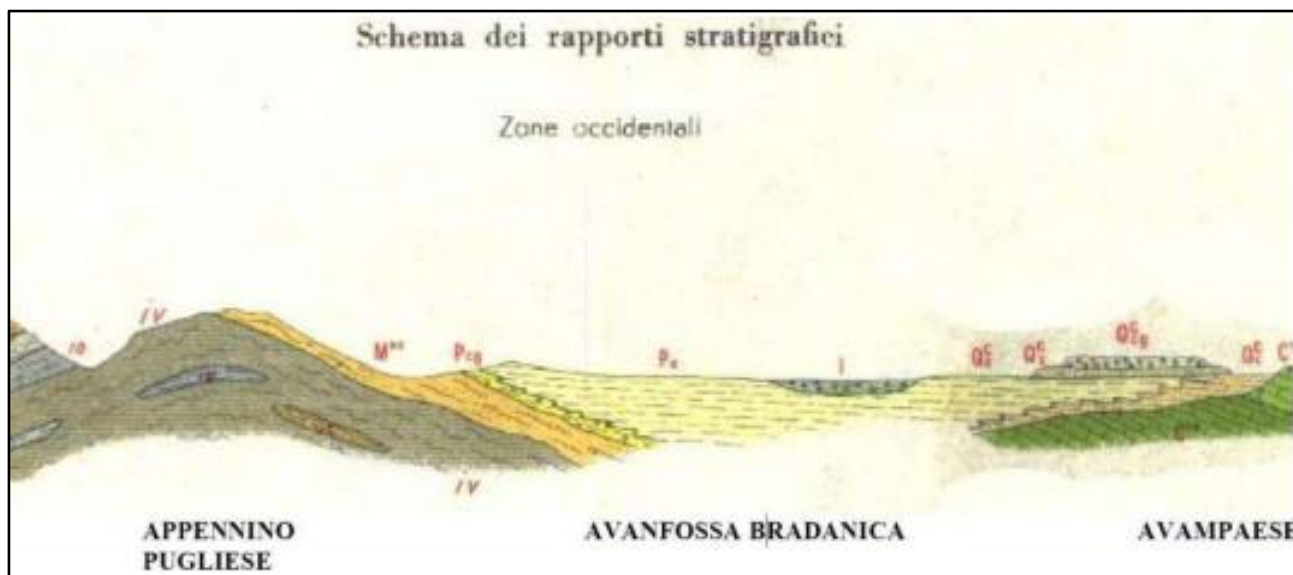 Schema dei rapporti stratigrafici
Zone occidentali
IV
M
P
P
l
Q
Q
Q
Q
C
IV
APPENNINO
PUGLIESE
AVANFOSSA BRADANICA
AVAMPAESE